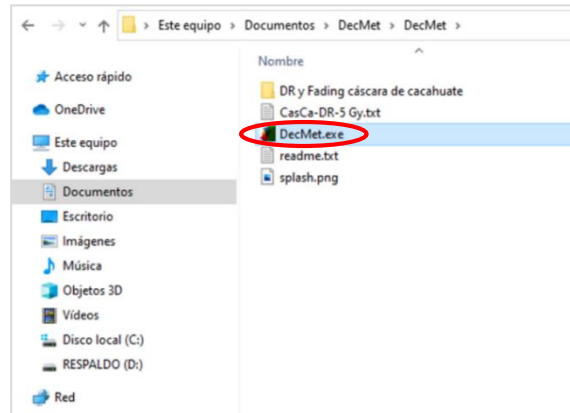 Este equipo > Documentos > DecMet > DecMet >
Nombre
Acceso rápido
OneDrive
Este equipo
Descargas
Documentos
Escritorio
Imágenes
Música
Objetos 3D
Vídeos
Disco local (C:)
RESPALDO (D:)
Red
DR y Fading cáscara de cacahuate
CasCa-DR-5 Gy.txt
DecMet.exe
readme.txt
splash.png